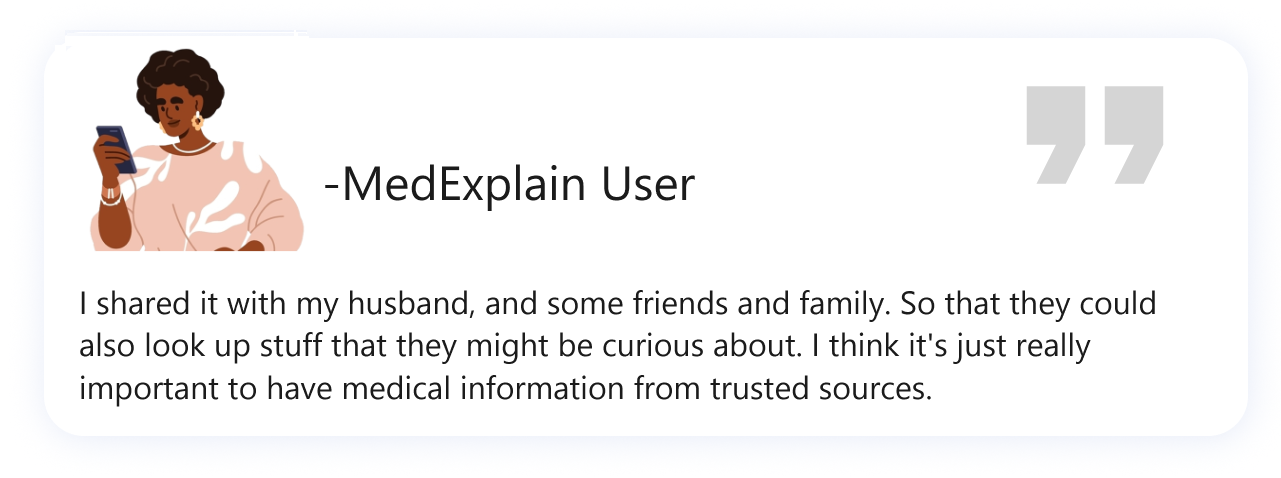 -MedExplain User
I shared it with my husband, and some friends and family. So that they could
also look up stuff that they might be curious about. I think it's just really
important to have medical information from trusted sources.